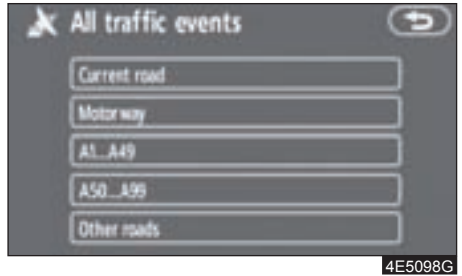 All traffic events
Current road
Motorway
A1...A49
A50...A99
Other roads
4E5098G